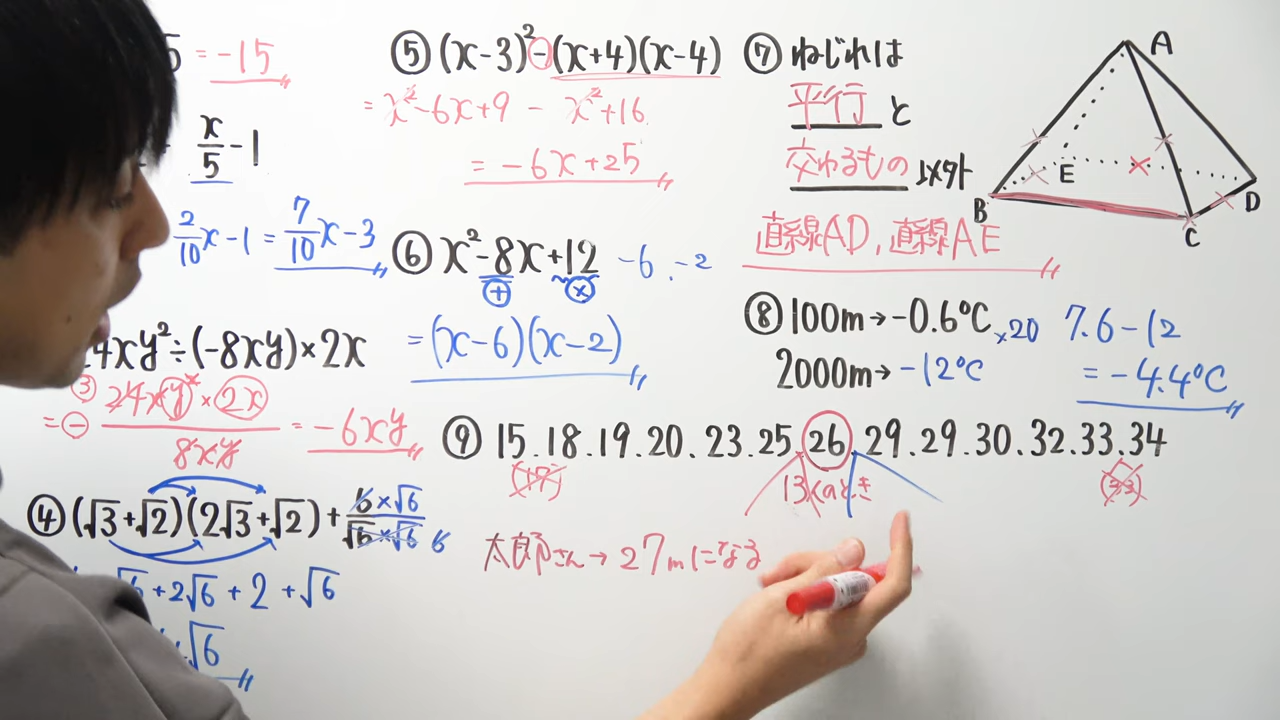 5 = -15
x/5 - 1
2/10 x - 1 = 7/10 x - 3
4xy² ÷ (-8xy) × 2x
③
= ⊖ 24xy² × 2x / 8xy = -6xy
④ (√3+√2)(2√3+√2) + 6×√6 / √6×√6 6
√6 + 2√6 + 2 + √6
√6
⑤ (x-3)² - (x+4)(x-4)
= x² - 6x + 9 - x² + 16
= -6x + 25
⑥ x² - 8x + 12 -6 . -2
⊕ ⊗
= (x-6)(x-2)
⑦ ねじれは
平行 と
交わるもの 以外
直線AD, 直線AE
A
B
C
D
E
⑧ 100m → -0.6℃ ×20
2000m → -12℃
7.6 - 12
= -4.4℃
⑨ 15.18.19.20.23.25.26.29.29.30.32.33.34
13人のとき
太郎さん → 27mになる